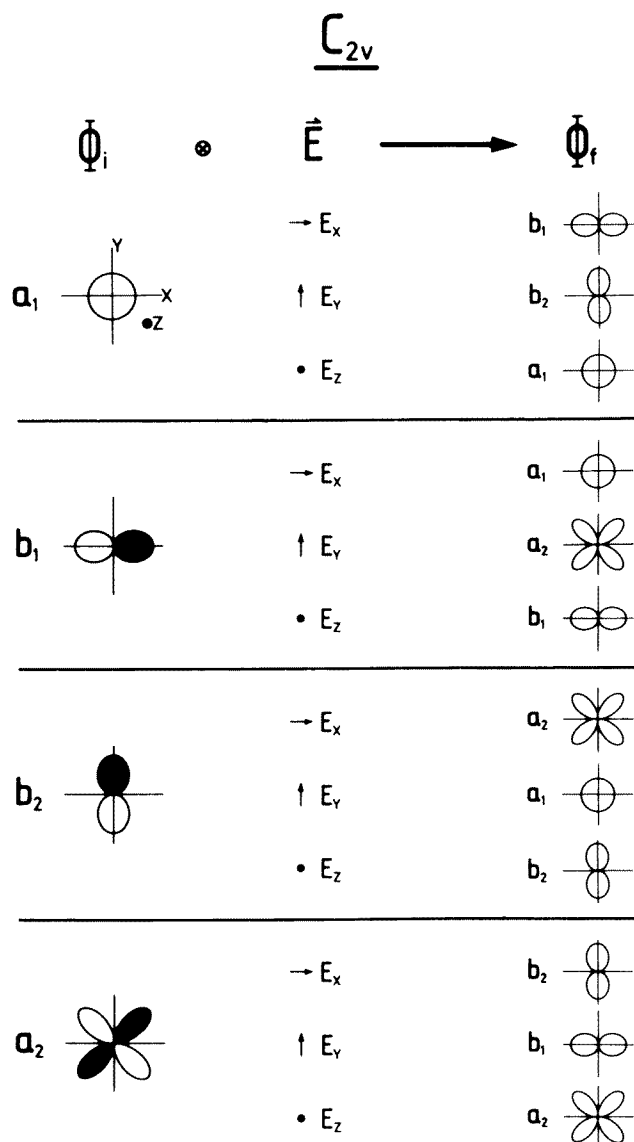 C2v
Φi ⊗ E⃗ ⟶ Φf
→ Ex b1
Y
a1 X ↑ Ey b2
•Z
• Ez a1
→ Ex a1
b1 ↑ Ey a2
• Ez b1
→ Ex a2
b2 ↑ Ey a1
• Ez b2
→ Ex b2
a2 ↑ Ey b1
• Ez a2